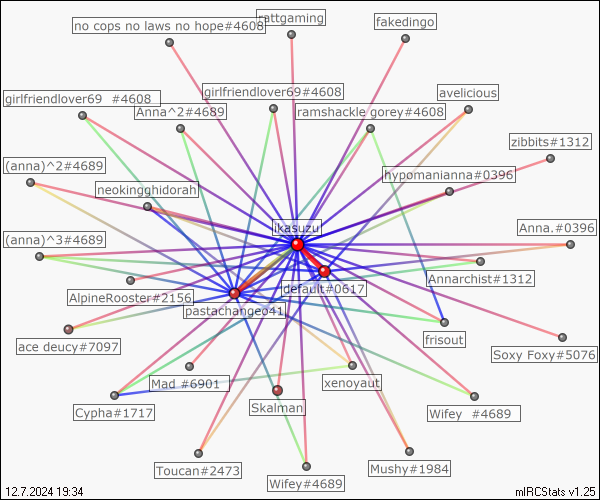 rattgaming
no cops no laws no hope#4608
fakedingo
girlfriendlover69 #4608
girlfriendlover69#4608
avelicious
Anna^2#4689
ramshackle gorey#4608
zibbits#1312
(anna)^2#4689
hypomanianna#0396
neokingghidorah
ikasuzu
Anna.#0396
(anna)^3#4689
Annarchist#1312
default#0617
AlpineRooster#2156
pastachange041
frisout
ace deucy#7097
Soxy Foxy#5076
Mad #6901
xenoyaut
Skalman
Cypha#1717
Wifey #4689
Toucan#2473
Mushy#1984
Wifey#4689
12.7.2024 19:34
mIRCStats v1.25